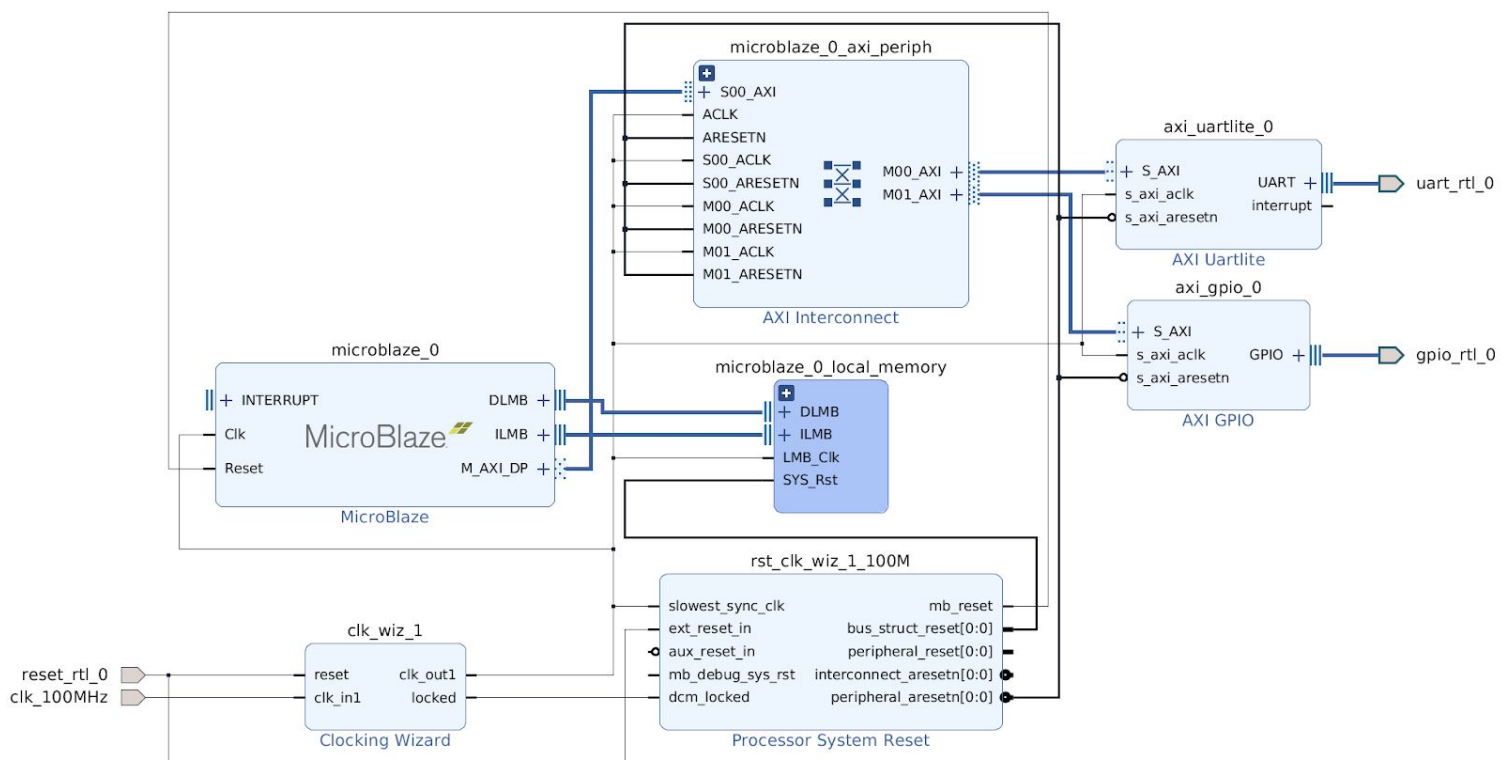 microblaze_0_axi_periph
S00_AXI
ACLK
ARESETN
S00_ACLK
S00_ARESETN
M00_ACLK
M00_ARESETN
M01_ACLK
M01_ARESETN
M00_AXI
M01_AXI
AXI Interconnect
axi_uartlite_0
S_AXI
s_axi_aclk
s_axi_aresetn
UART
interrupt
AXI Uartlite
uart_rtl_0
axi_gpio_0
S_AXI
s_axi_aclk
s_axi_aresetn
GPIO
AXI GPIO
gpio_rtl_0
microblaze_0
INTERRUPT
Clk
Reset
MicroBlaze
DLMB
ILMB
M_AXI_DP
MicroBlaze
microblaze_0_local_memory
DLMB
ILMB
LMB_Clk
SYS_Rst
rst_clk_wiz_1_100M
slowest_sync_clk
ext_reset_in
aux_reset_in
mb_debug_sys_rst
dcm_locked
mb_reset
bus_struct_reset[0:0]
peripheral_reset[0:0]
interconnect_aresetn[0:0]
peripheral_aresetn[0:0]
Processor System Reset
clk_wiz_1
reset
clk_in1
clk_out1
locked
Clocking Wizard
reset_rtl_0
clk_100MHz